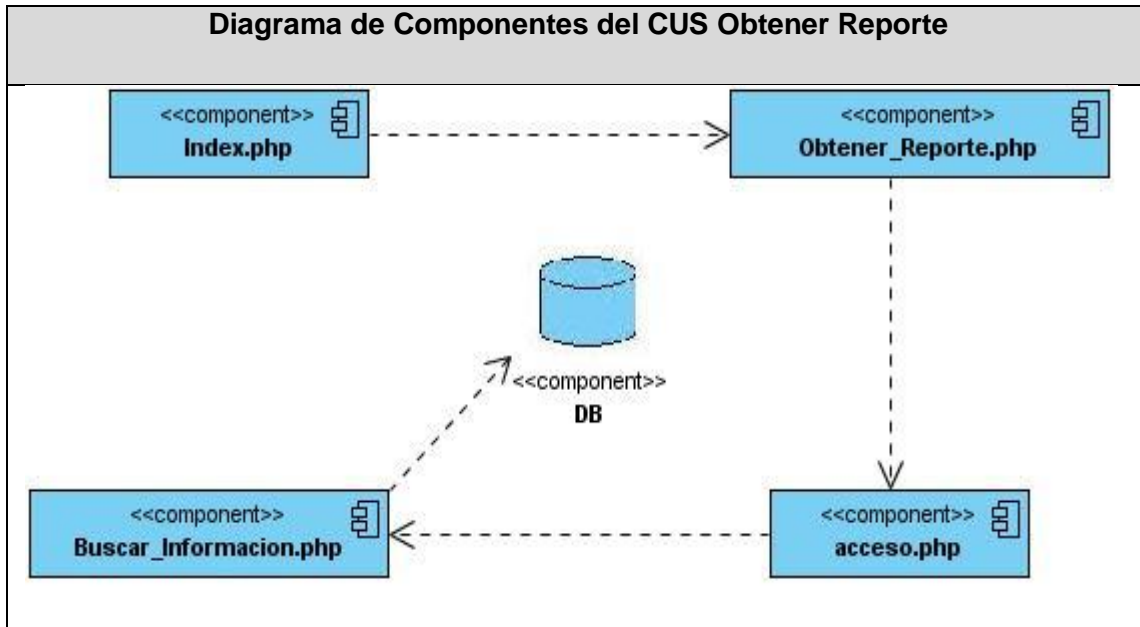 Diagrama de Componentes del CUS Obtener Reporte
<<component>>
Index.php
<<component>>
Obtener_Reporte.php
<<component>>
DB
<<component>>
Buscar_Informacion.php
<<component>>
acceso.php